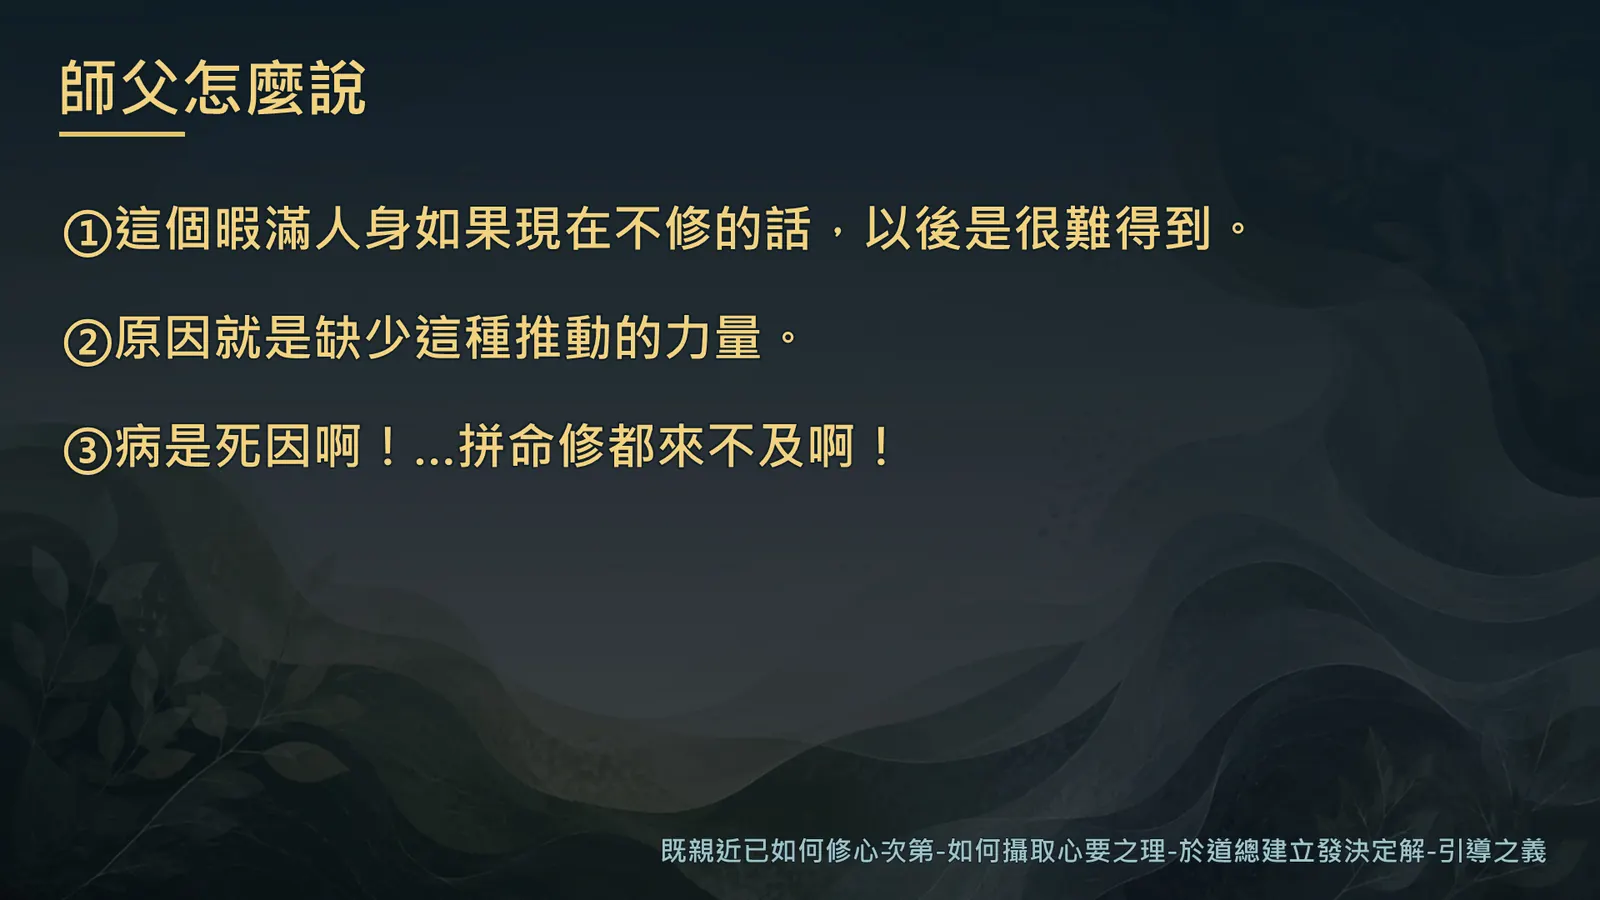 師父怎麼說
①這個暇滿人身如果現在不修的話，以後是很難得到。
②原因就是缺少這種推動的力量。
③病是死因啊！...拼命修都來不及啊！
既親近已如何修心次第-如何攝取心要之理-於道總建立發決定解-引導之義